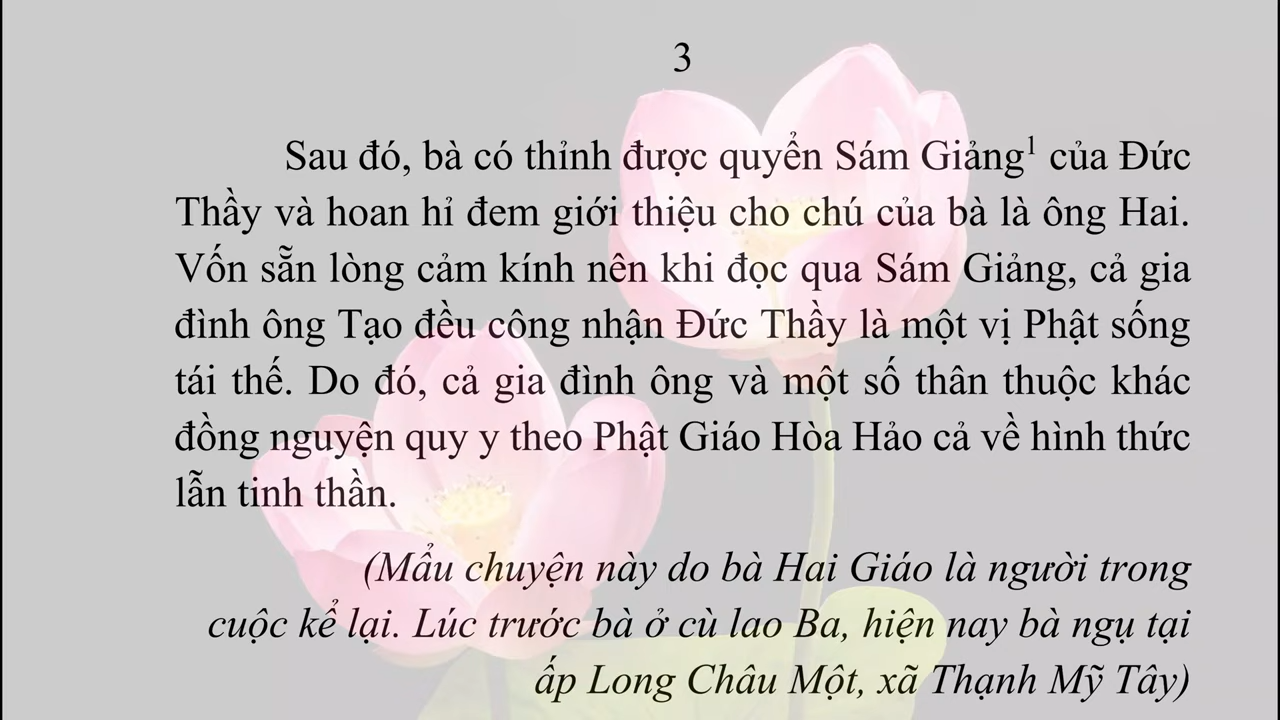 3
Sau đó, bà có thỉnh được quyển Sám Giảng¹ của Đức
Thầy và hoan hỉ đem giới thiệu cho chú của bà là ông Hai.
Vốn sẵn lòng cảm kính nên khi đọc qua Sám Giảng, cả gia
đình ông Tạo đều công nhận Đức Thầy là một vị Phật sống
tái thế. Do đó, cả gia đình ông và một số thân thuộc khác
đồng nguyện quy y theo Phật Giáo Hòa Hảo cả về hình thức
lẫn tinh thần.
(Mẩu chuyện này do bà Hai Giáo là người trong
cuộc kể lại. Lúc trước bà ở cù lao Ba, hiện nay bà ngụ tại
ấp Long Châu Một, xã Thạnh Mỹ Tây)